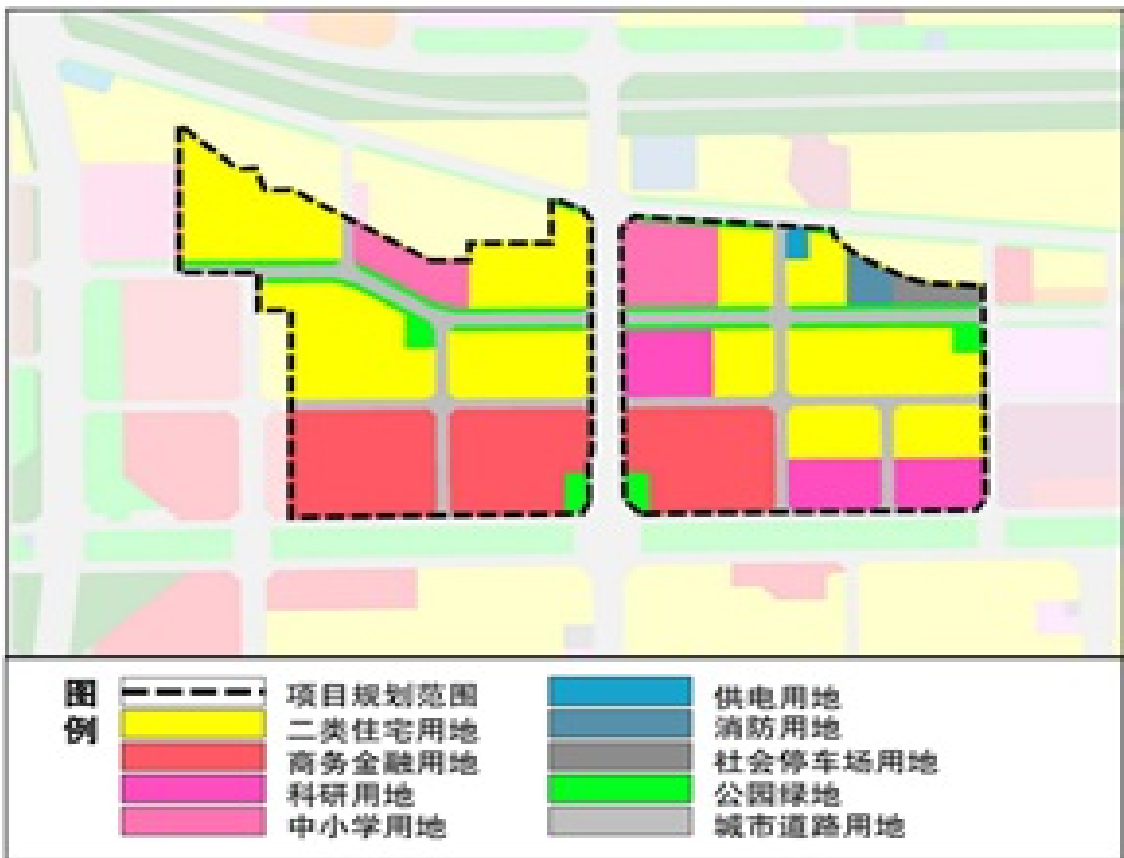 图例
项目规划范围
二类住宅用地
商务金融用地
科研用地
中小学用地
供电用地
消防用地
社会停车场用地
公园绿地
城市道路用地